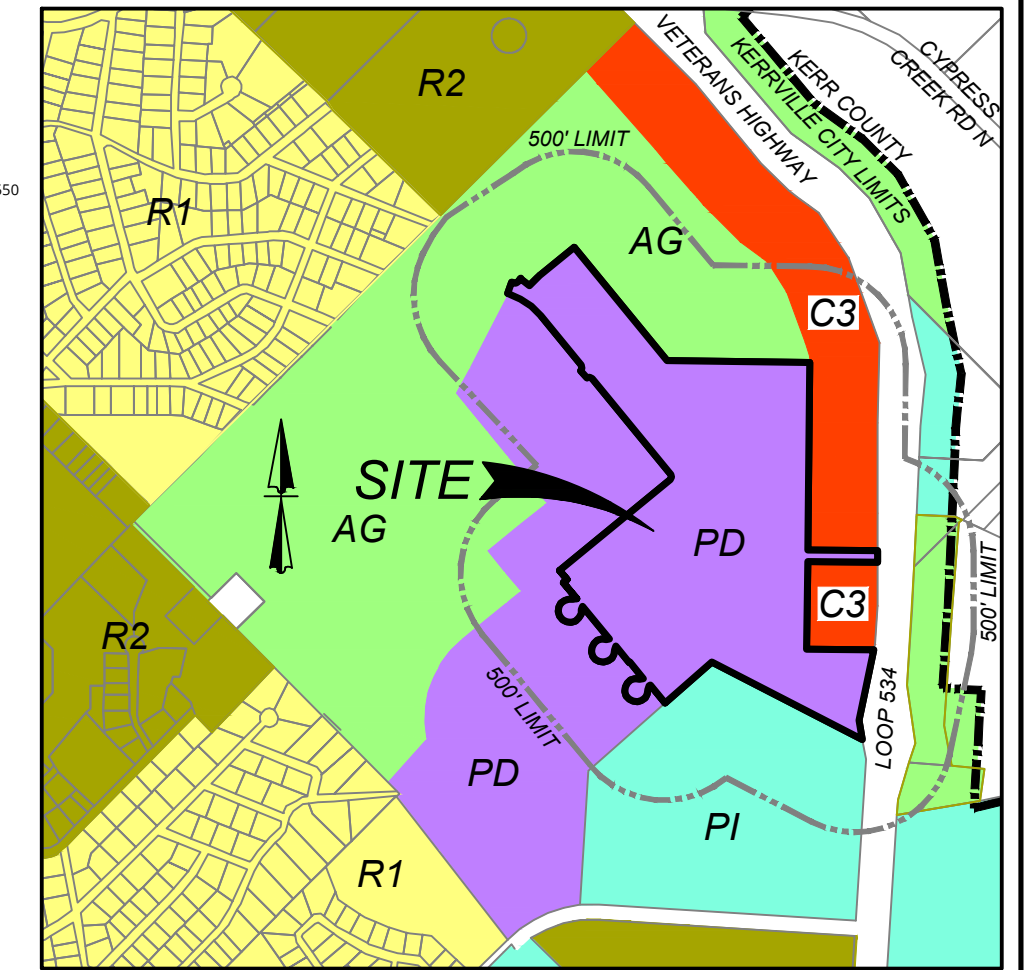 R2
VETERANS HIGHWAY
KERR COUNTY
KERRVILLE CITY LIMITS
CYPRESS
CREEK RD N
500' LIMIT
R1
AG
C3
SITE
AG
PD
C3
500' LIMIT
R2
500' LIMIT
LOOP 534
PD
PI
R1